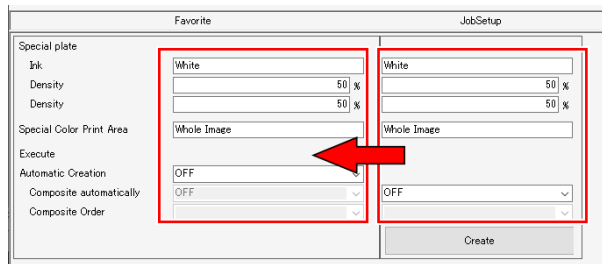 Favorite JobSetup
Special plate
Ink White White
Density 50 % 50 %
Density 50 % 50 %
Special Color Print Area Whole Image Whole Image
Execute
Automatic Creation OFF
Composite automatically OFF OFF
Composite Order
Create